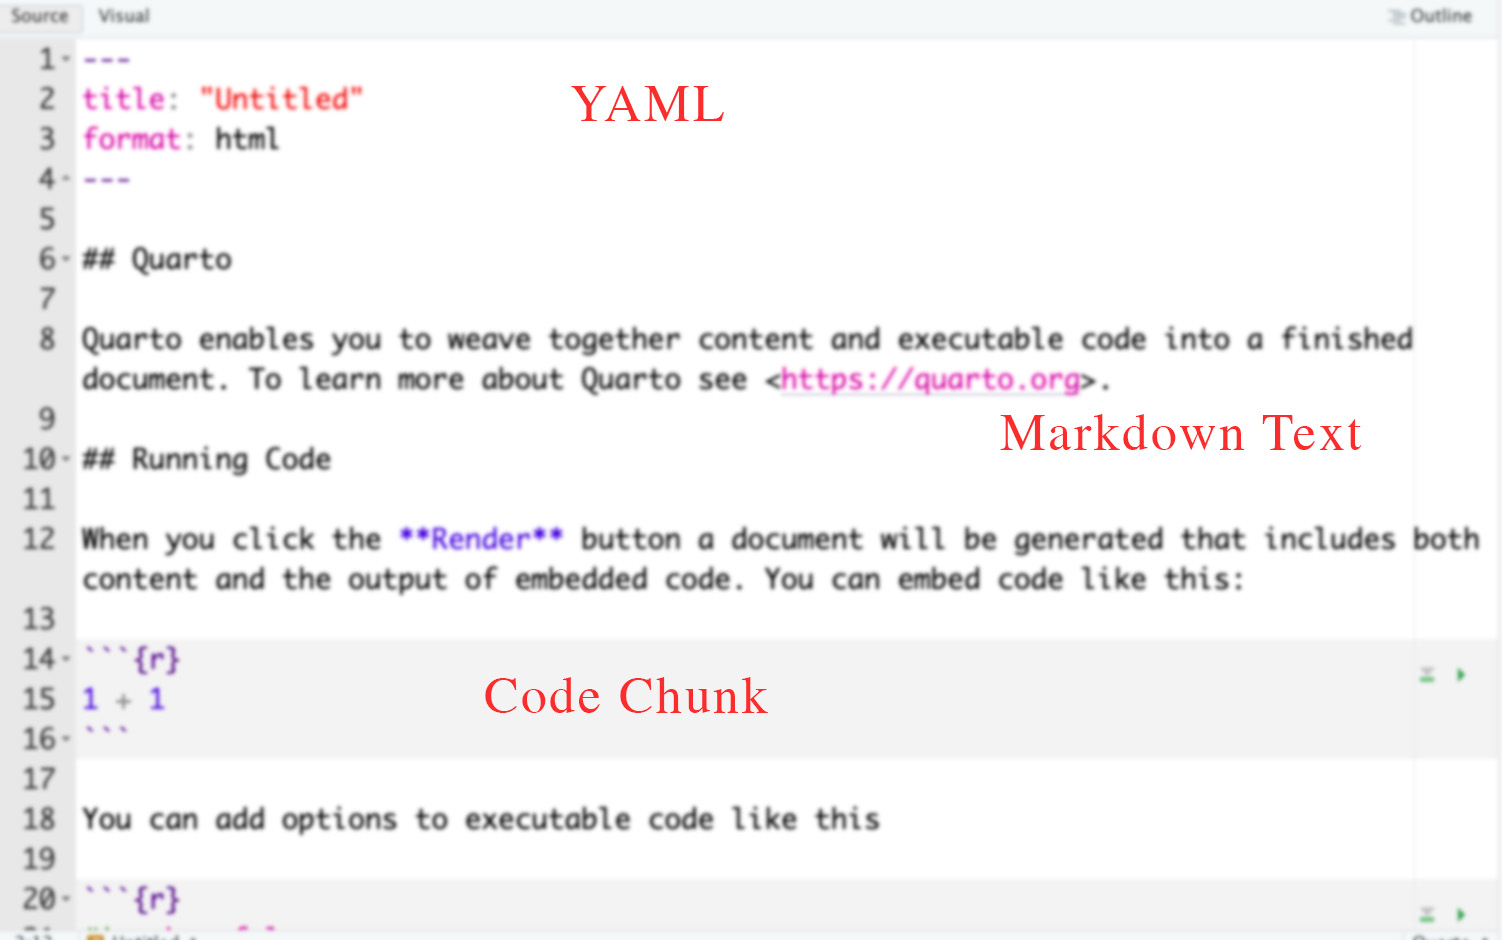 Source Visual Outline
1 ---
2 title: "Untitled"
YAML
3 format: html
4 ---
5
6 ## Quarto
7
8 Quarto enables you to weave together content and executable code into a finished
document. To learn more about Quarto see <https://quarto.org>.
9
Markdown Text
10 ## Running Code
11
12 When you click the **Render** button a document will be generated that includes both
content and the output of embedded code. You can embed code like this:
13
14 ```{r}
15 1 + 1
Code Chunk
16 ```
17
18 You can add options to executable code like this
19
20 ```{r}